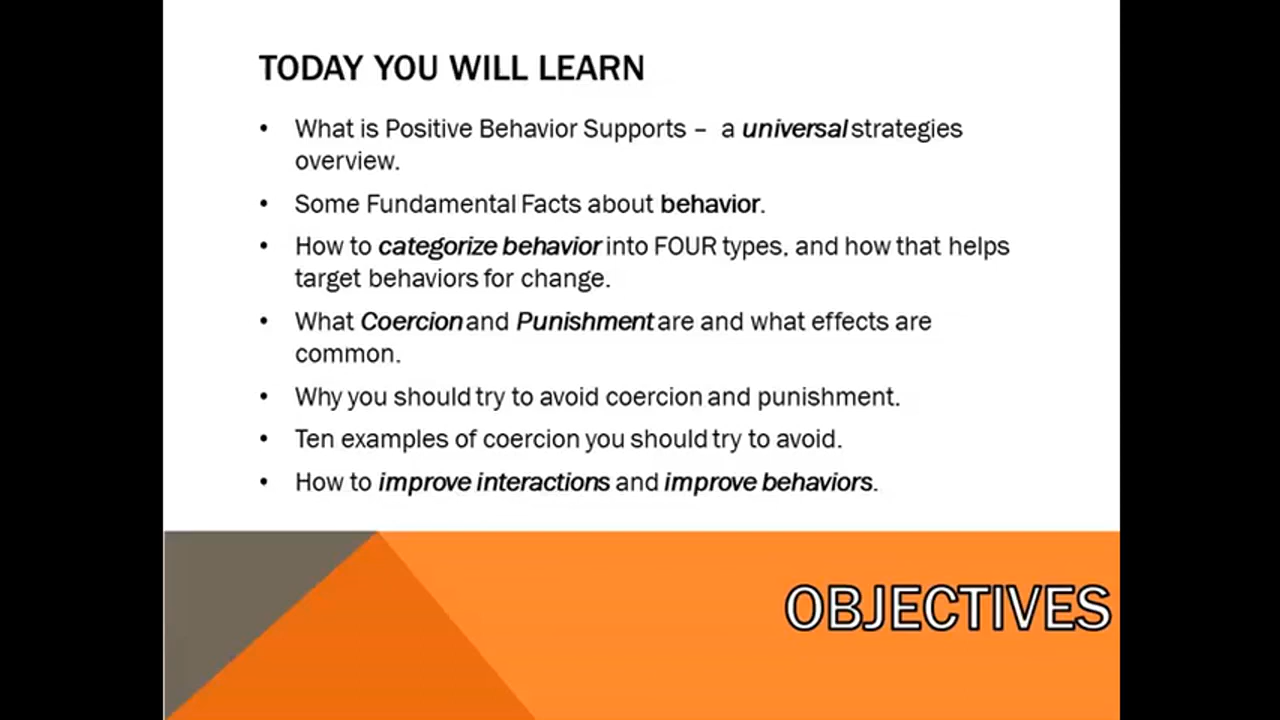 TODAY YOU WILL LEARN
• What is Positive Behavior Supports – a universal strategies
overview.
• Some Fundamental Facts about behavior.
• How to categorize behavior into FOUR types, and how that helps
target behaviors for change.
• What Coercion and Punishment are and what effects are
common.
• Why you should try to avoid coercion and punishment.
• Ten examples of coercion you should try to avoid.
• How to improve interactions and improve behaviors.
OBJECTIVES